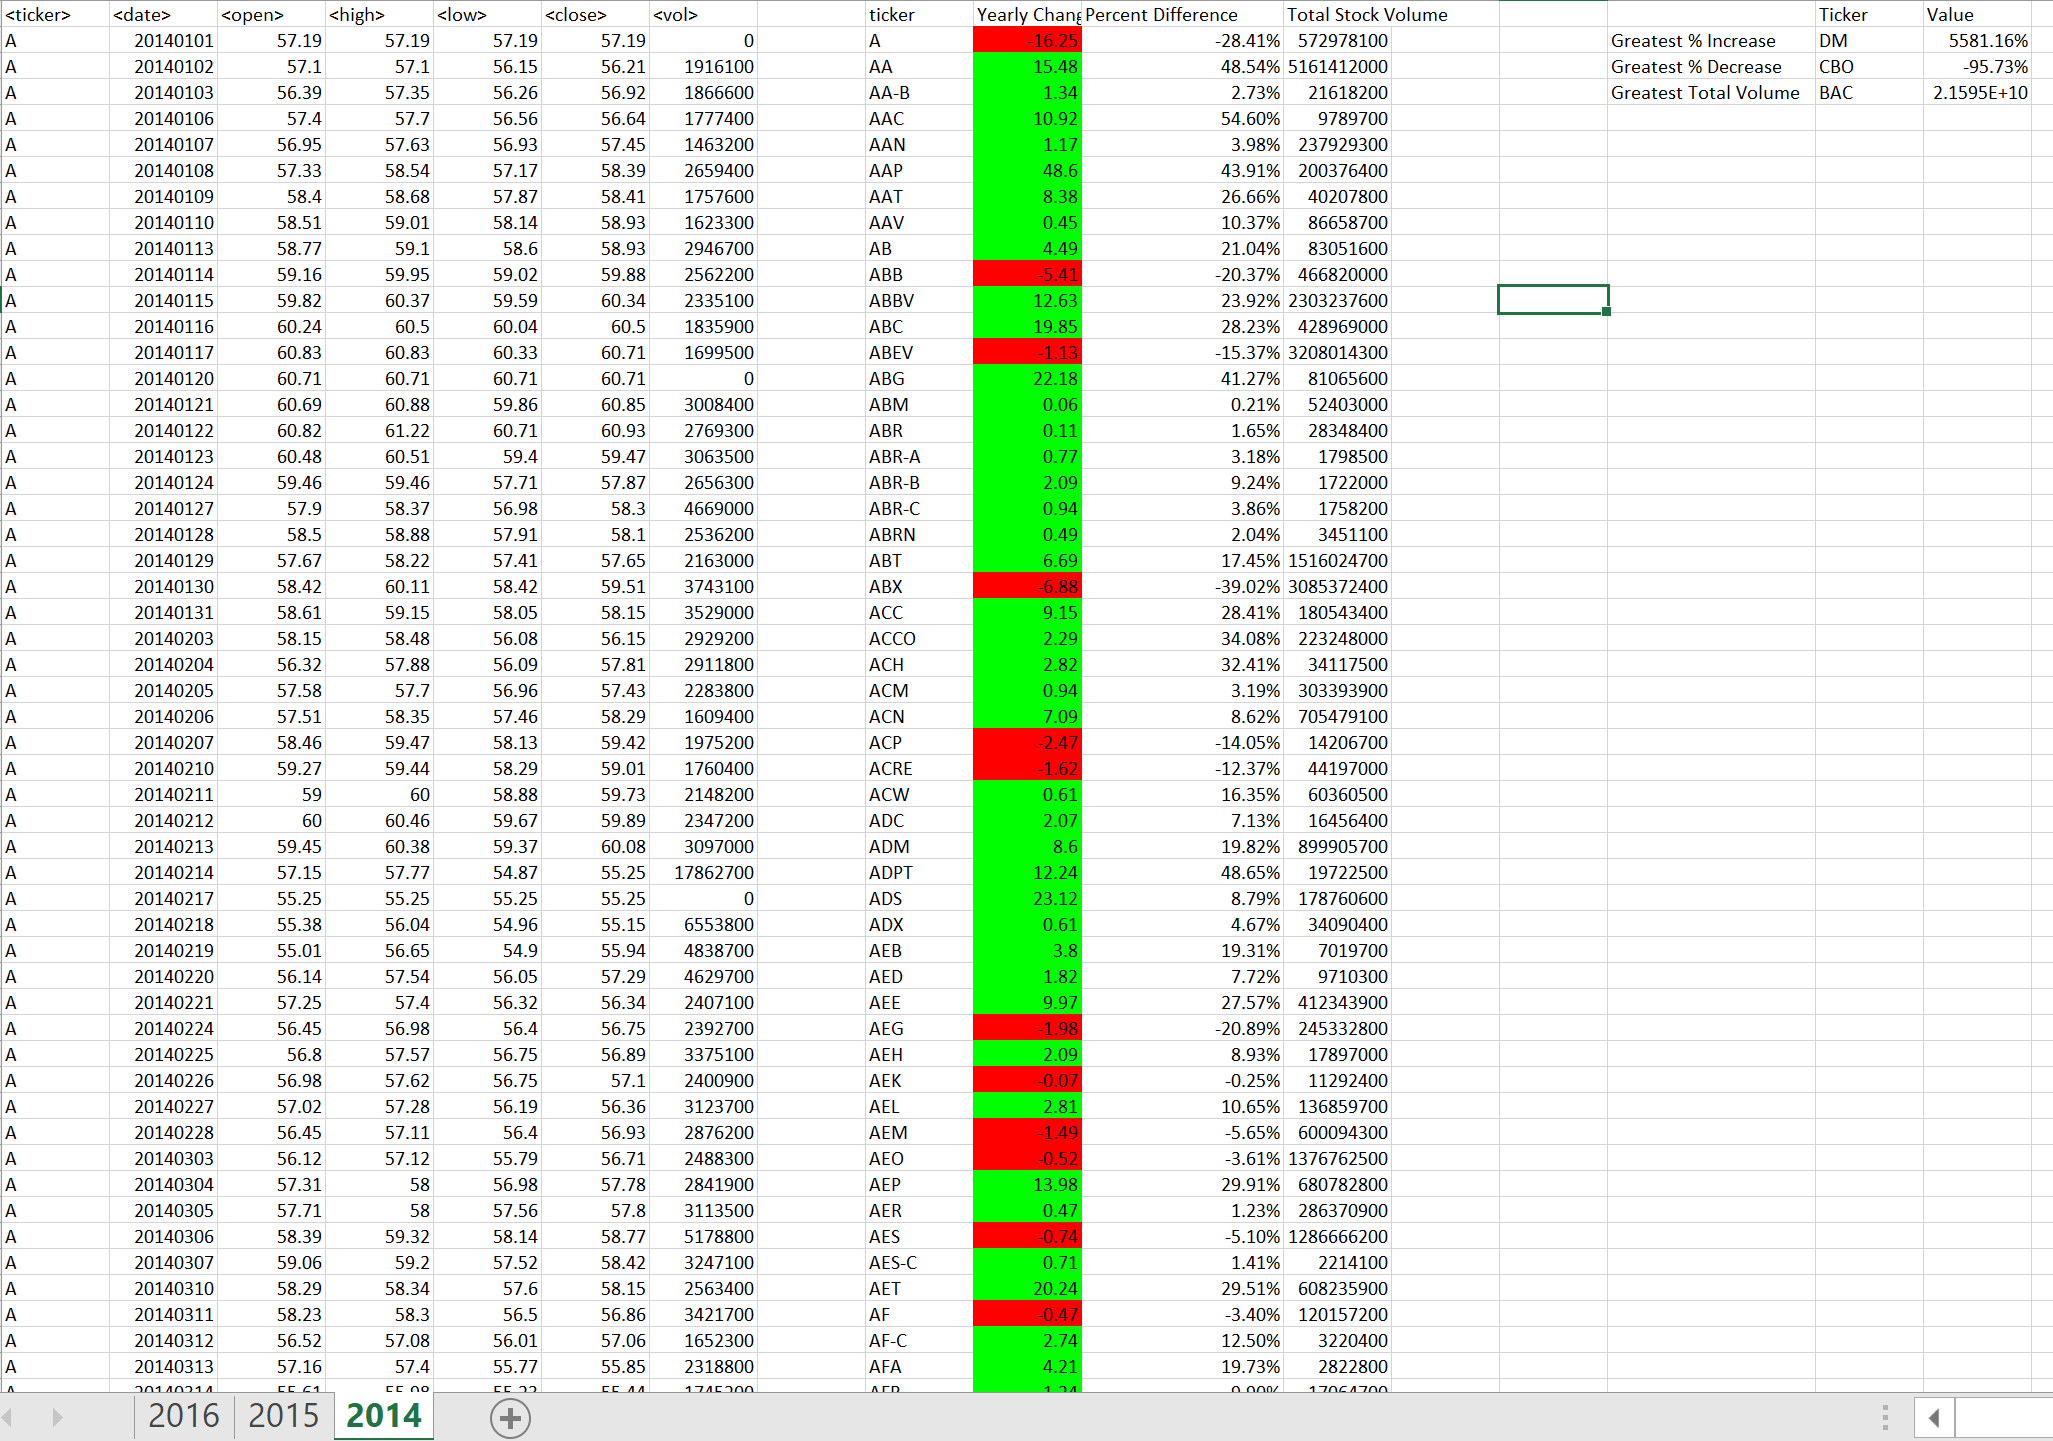 <ticker> <date> <open> <high> <low> <close> <vol> ticker Yearly Chang Percent Difference Total Stock Volume Ticker Value
A 20140101 57.19 57.19 57.19 57.19 0 A -16.25 -28.41% 572978100 Greatest % Increase DM 5581.16%
A 20140102 57.1 57.1 56.15 56.21 1916100 AA 15.48 48.54% 5161412000 Greatest % Decrease CBO -95.73%
A 20140103 56.39 57.35 56.26 56.92 1866600 AA-B 1.34 2.73% 21618200 Greatest Total Volume BAC 2.1595E+10
A 20140106 57.4 57.7 56.56 56.64 1777400 AAC 10.92 54.60% 9789700
A 20140107 56.95 57.63 56.93 57.45 1463200 AAN 1.17 3.98% 237929300
A 20140108 57.33 58.54 57.17 58.39 2659400 AAP 48.6 43.91% 200376400
A 20140109 58.4 58.68 57.87 58.41 1757600 AAT 8.38 26.66% 40207800
A 20140110 58.51 59.01 58.14 58.93 1623300 AAV 0.45 10.37% 86658700
A 20140113 58.77 59.1 58.6 58.93 2946700 AB 4.49 21.04% 83051600
A 20140114 59.16 59.95 59.02 59.88 2562200 ABB -5.41 -20.37% 466820000
A 20140115 59.82 60.37 59.59 60.34 2335100 ABBV 12.63 23.92% 2303237600
A 20140116 60.24 60.5 60.04 60.5 1835900 ABC 19.85 28.23% 428969000
A 20140117 60.83 60.83 60.33 60.71 1699500 ABEV -1.13 -15.37% 3208014300
A 20140120 60.71 60.71 60.71 60.71 0 ABG 22.18 41.27% 81065600
A 20140121 60.69 60.88 59.86 60.85 3008400 ABM 0.06 0.21% 52403000
A 20140122 60.82 61.22 60.71 60.93 2769300 ABR 0.11 1.65% 28348400
A 20140123 60.48 60.51 59.4 59.47 3063500 ABR-A 0.77 3.18% 1798500
A 20140124 59.46 59.46 57.71 57.87 2656300 ABR-B 2.09 9.24% 1722000
A 20140127 57.9 58.37 56.98 58.3 4669000 ABR-C 0.94 3.86% 1758200
A 20140128 58.5 58.88 57.91 58.1 2536200 ABRN 0.49 2.04% 3451100
A 20140129 57.67 58.22 57.41 57.65 2163000 ABT 6.69 17.45% 1516024700
A 20140130 58.42 60.11 58.42 59.51 3743100 ABX -6.88 -39.02% 3085372400
A 20140131 58.61 59.15 58.05 58.15 3529000 ACC 9.15 28.41% 180543400
A 20140203 58.15 58.48 56.08 56.15 2929200 ACCO 2.29 34.08% 223248000
A 20140204 56.32 57.88 56.09 57.81 2911800 ACH 2.82 32.41% 34117500
A 20140205 57.58 57.7 56.96 57.43 2283800 ACM 0.94 3.19% 303393900
A 20140206 57.51 58.35 57.46 58.29 1609400 ACN 7.09 8.62% 705479100
A 20140207 58.46 59.47 58.13 59.42 1975200 ACP -2.47 -14.05% 14206700
A 20140210 59.27 59.44 58.29 59.01 1760400 ACRE -1.62 -12.37% 44197000
A 20140211 59 60 58.88 59.73 2148200 ACW 0.61 16.35% 60360500
A 20140212 60 60.46 59.67 59.89 2347200 ADC 2.07 7.13% 16456400
A 20140213 59.45 60.38 59.37 60.08 3097000 ADM 8.6 19.82% 899905700
A 20140214 57.15 57.77 54.87 55.25 17862700 ADPT 12.24 48.65% 19722500
A 20140217 55.25 55.25 55.25 55.25 0 ADS 23.12 8.79% 178760600
A 20140218 55.38 56.04 54.96 55.15 6553800 ADX 0.61 4.67% 34090400
A 20140219 55.01 56.65 54.9 55.94 4838700 AEB 3.8 19.31% 7019700
A 20140220 56.14 57.54 56.05 57.29 4629700 AED 1.82 7.72% 9710300
A 20140221 57.25 57.4 56.32 56.34 2407100 AEE 9.97 27.57% 412343900
A 20140224 56.45 56.98 56.4 56.75 2392700 AEG -1.98 -20.89% 245332800
A 20140225 56.8 57.57 56.75 56.89 3375100 AEH 2.09 8.93% 17897000
A 20140226 56.98 57.62 56.75 57.1 2400900 AEK -0.07 -0.25% 11292400
A 20140227 57.02 57.28 56.19 56.36 3123700 AEL 2.81 10.65% 136859700
A 20140228 56.45 57.11 56.4 56.93 2876200 AEM -1.49 -5.65% 600094300
A 20140303 56.12 57.12 55.79 56.71 2488300 AEO -0.52 -3.61% 1376762500
A 20140304 57.31 58 56.98 57.78 2841900 AEP 13.98 29.91% 680782800
A 20140305 57.71 58 57.56 57.8 3113500 AER 0.47 1.23% 286370900
A 20140306 58.39 59.32 58.14 58.77 5178800 AES -0.74 -5.10% 1286666200
A 20140307 59.06 59.2 57.52 58.42 3247100 AES-C 0.71 1.41% 2214100
A 20140310 58.29 58.34 57.6 58.15 2563400 AET 20.24 29.51% 608235900
A 20140311 58.23 58.3 56.5 56.86 3421700 AF -0.47 -3.40% 120157200
A 20140312 56.52 57.08 56.01 57.06 1652300 AF-C 2.74 12.50% 3220400
A 20140313 57.16 57.4 55.77 55.85 2318800 AFA 4.21 19.73% 2822800
2016 2015 2014